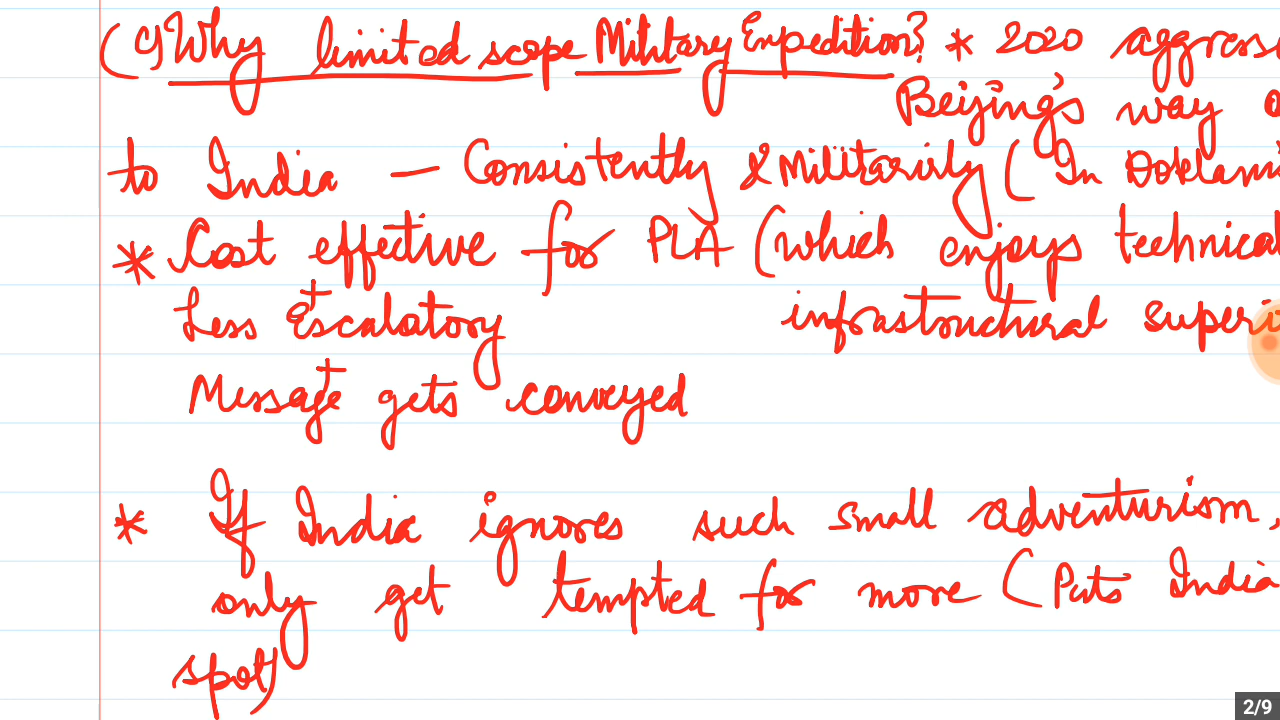 (c) Why limited scope Military Expedition? * 2020 aggress
Beijing's way o
to India — Consistently & Militarily (In Doklam i
* Cost effective for PLA (which enjoys technical
Less Escalatory infrastructural superi
Message gets conveyed
* If India ignores such small adventurism,
only get tempted for more (Puts India
spot)
2/9